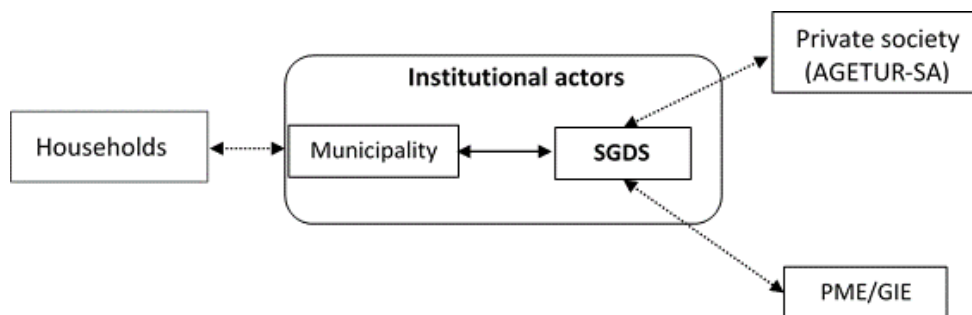 Private society
(AGETUR-SA)
Institutional actors
Households
Municipality
SGDS
PME/GIE